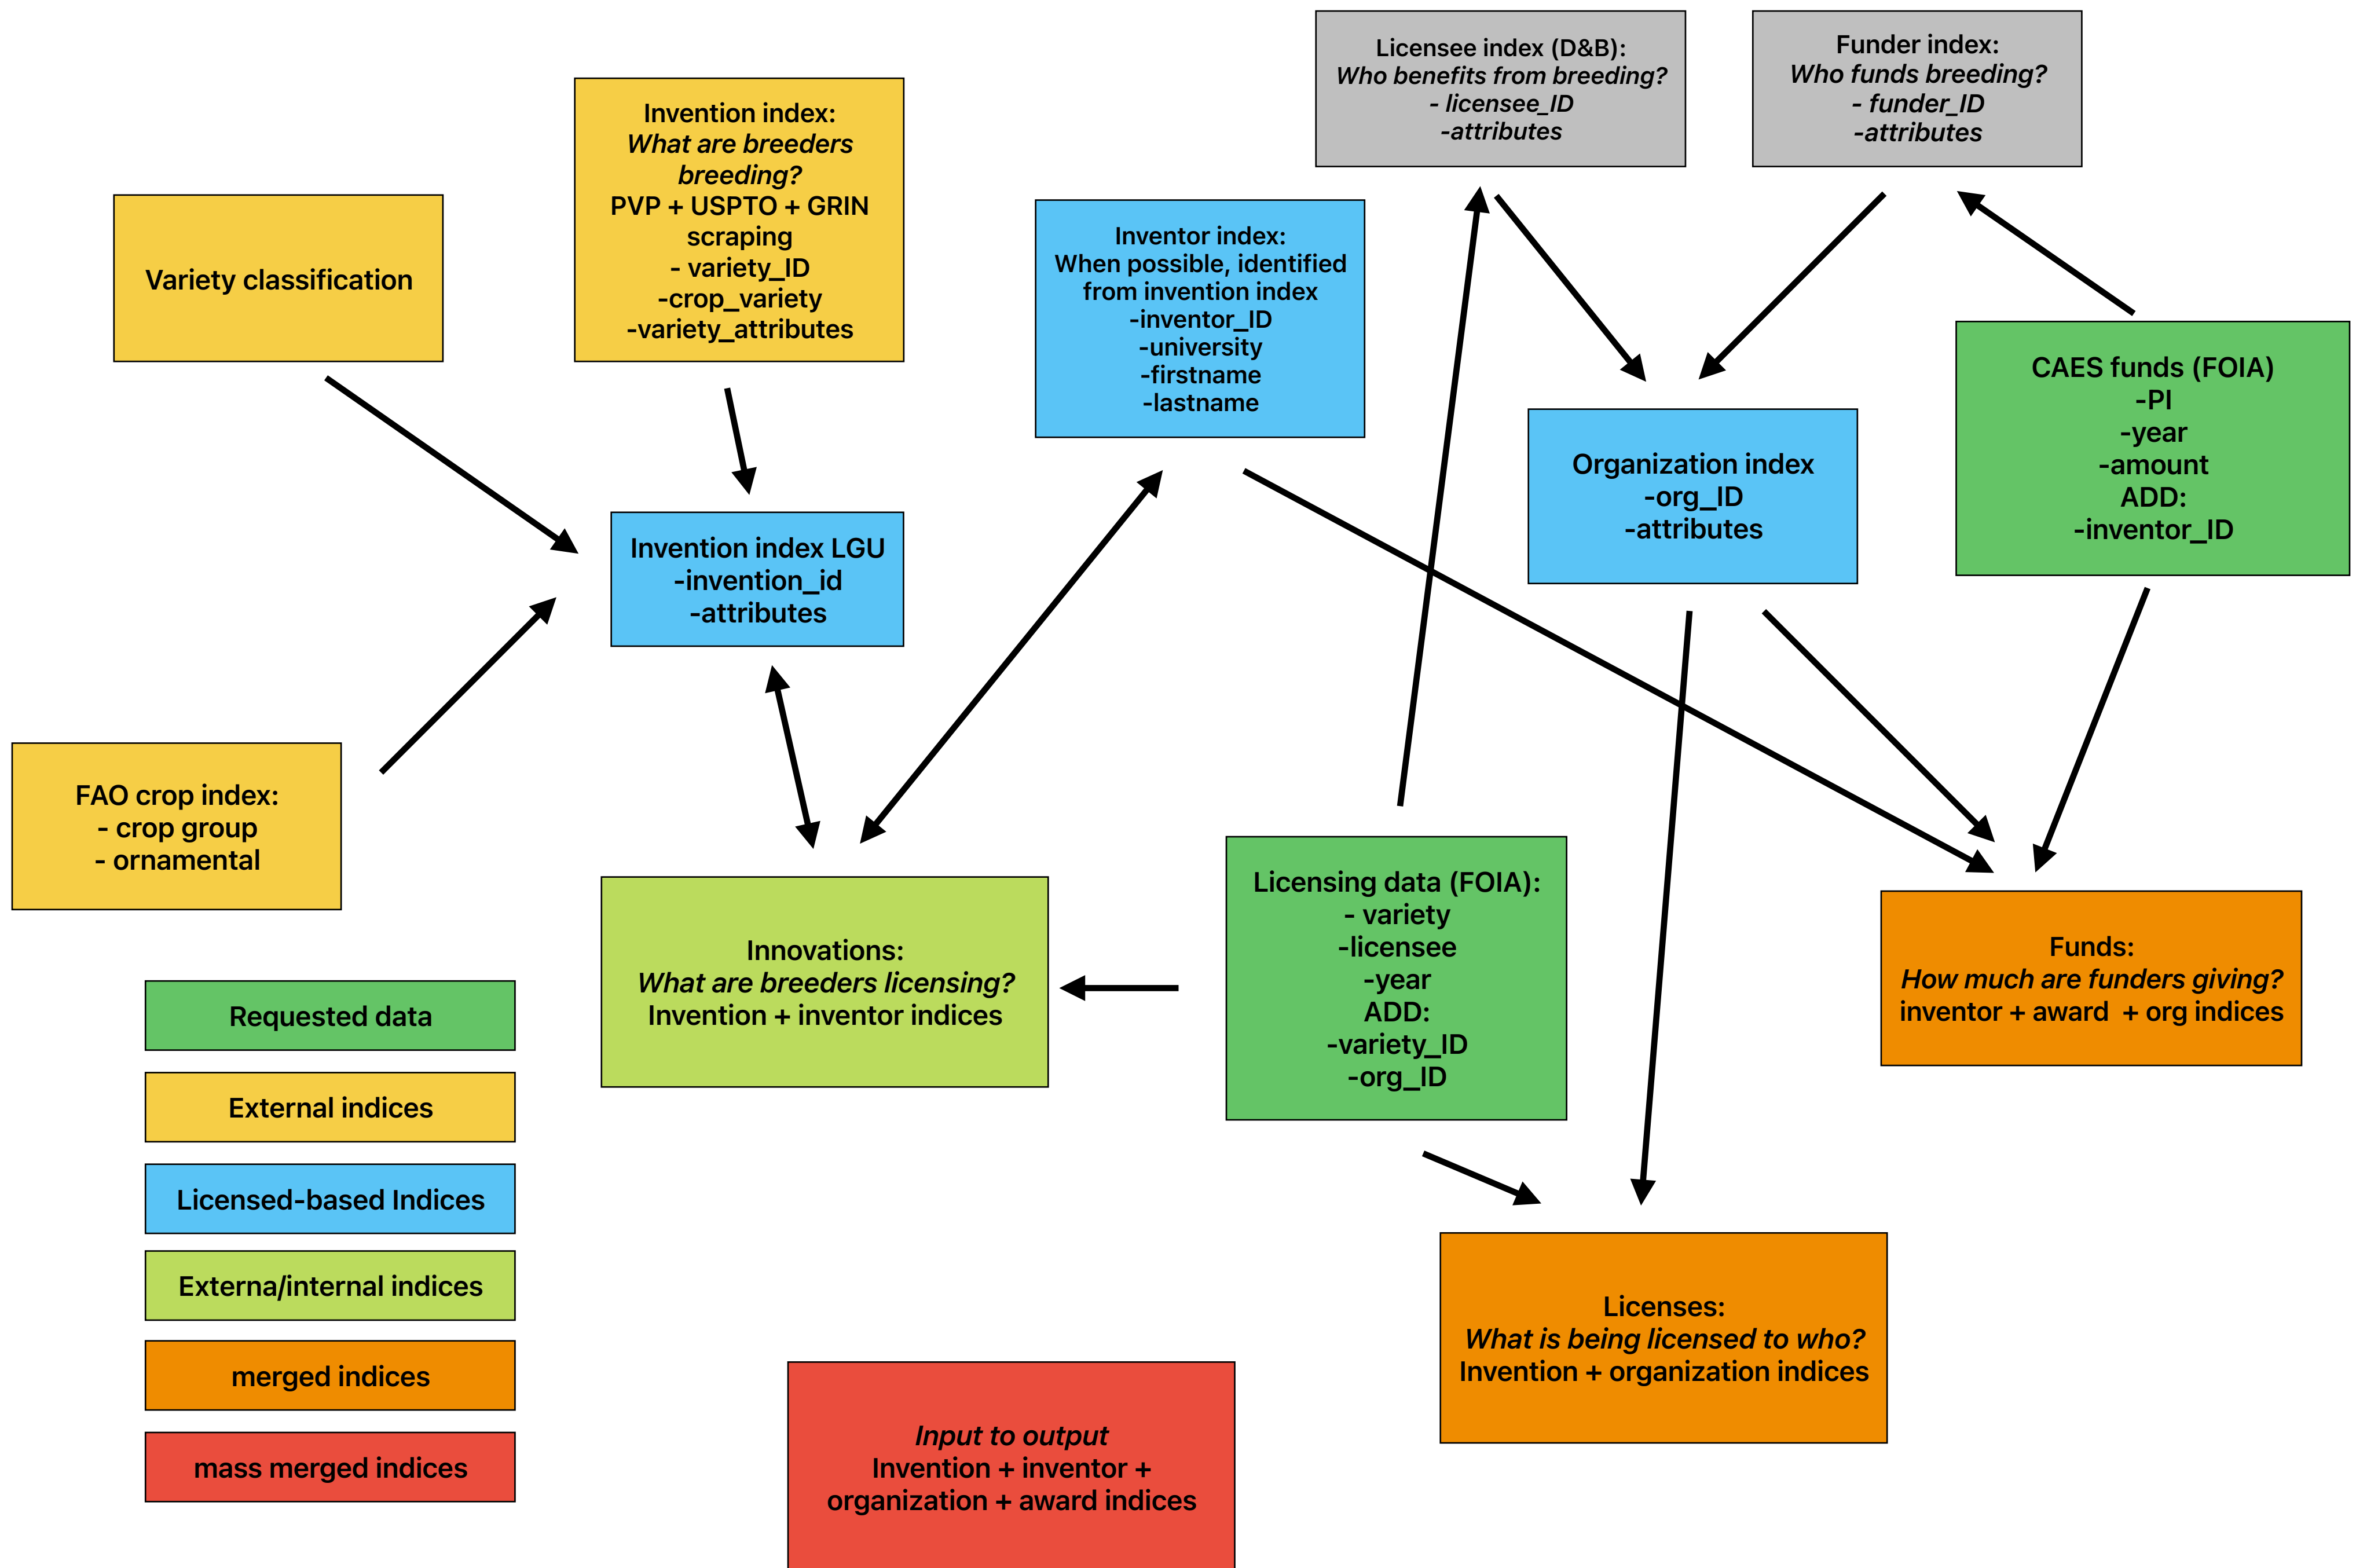 Licensee index (D&B):
Who benefits from breeding?
- licensee_ID
-attributes
Funder index:
Who funds breeding?
- funder_ID
-attributes
Invention index:
What are breeders
breeding?
PVP + USPTO + GRIN
scraping
- variety_ID
-crop_variety
-variety_attributes
Variety classification
Inventor index:
When possible, identified
from invention index
-inventor_ID
-university
-firstname
-lastname
CAES funds (FOIA)
-PI
-year
-amount
ADD:
-inventor_ID
Organization index
-org_ID
-attributes
Invention index LGU
-invention_id
-attributes
FAO crop index:
- crop group
- ornamental
Innovations:
What are breeders licensing?
Invention + inventor indices
Licensing data (FOIA):
- variety
-licensee
-year
ADD:
-variety_ID
-org_ID
Funds:
How much are funders giving?
inventor + award  + org indices
Requested data
External indices
Licensed-based Indices
Externa/internal indices
merged indices
mass merged indices
Licenses:
What is being licensed to who?
Invention + organization indices
Input to output
Invention + inventor +
organization + award indices